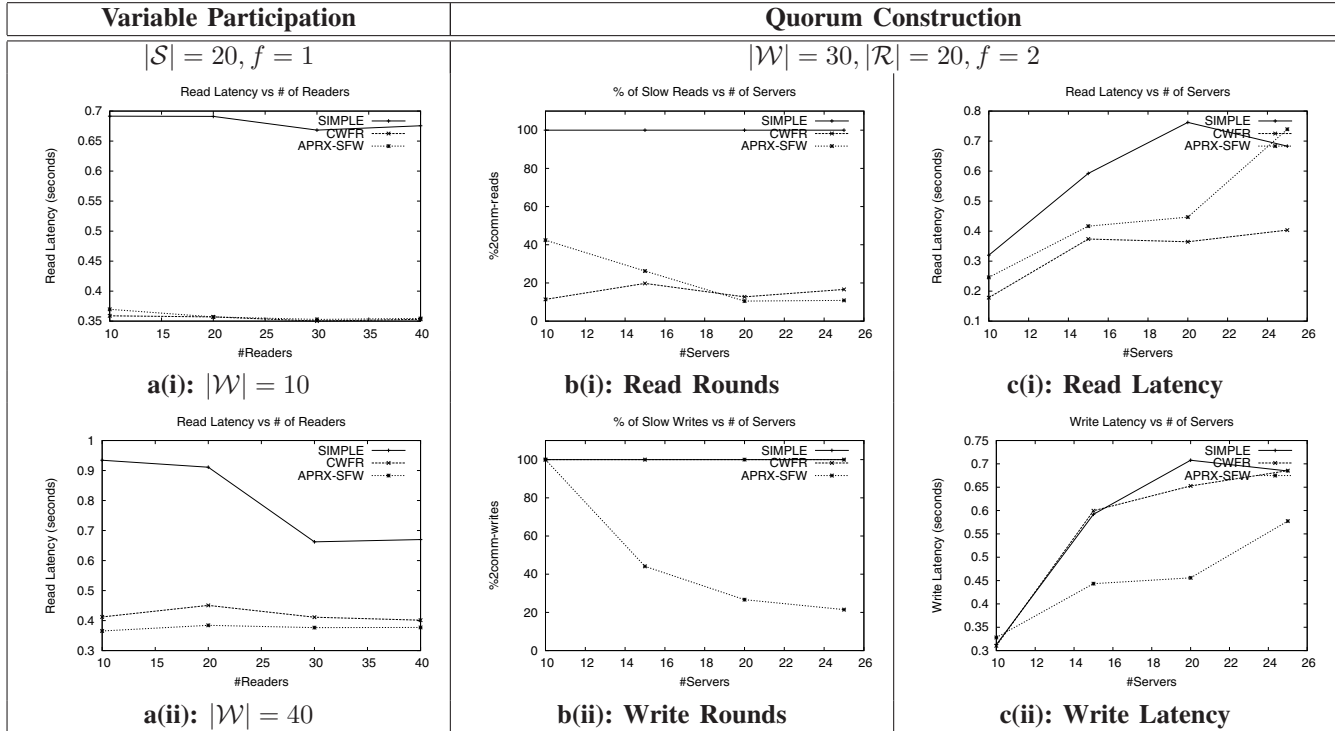 Variable Participation
Quorum Construction
|𝒮| = 20, f = 1
|𝒲| = 30, |ℛ| = 20, f = 2
Read Latency vs # of Readers
SIMPLE
CWFR
APRX-SFW
Read Latency (seconds)
0.7
0.65
0.6
0.55
0.5
0.45
0.4
0.35
10 15 20 25 30 35 40
#Readers
a(i): |𝒲| = 10
% of Slow Reads vs # of Servers
SIMPLE
CWFR
APRX-SFW
%2comm-reads
100
80
60
40
20
0
10 12 14 16 18 20 22 24 26
#Servers
b(i): Read Rounds
Read Latency vs # of Servers
SIMPLE
CWFR
APRX-SFW
Read Latency (seconds)
0.8
0.7
0.6
0.5
0.4
0.3
0.2
0.1
10 12 14 16 18 20 22 24 26
#Servers
c(i): Read Latency
Read Latency vs # of Readers
SIMPLE
CWFR
APRX-SFW
Read Latency (seconds)
1
0.9
0.8
0.7
0.6
0.5
0.4
0.3
10 15 20 25 30 35 40
#Readers
a(ii): |𝒲| = 40
% of Slow Writes vs # of Servers
SIMPLE
CWFR
APRX-SFW
%2comm-writes
100
80
60
40
20
0
10 12 14 16 18 20 22 24 26
#Servers
b(ii): Write Rounds
Write Latency vs # of Servers
SIMPLE
CWFR
APRX-SFW
Write Latency (seconds)
0.75
0.7
0.65
0.6
0.55
0.5
0.45
0.4
0.35
0.3
10 12 14 16 18 20 22 24 26
#Servers
c(ii): Write Latency